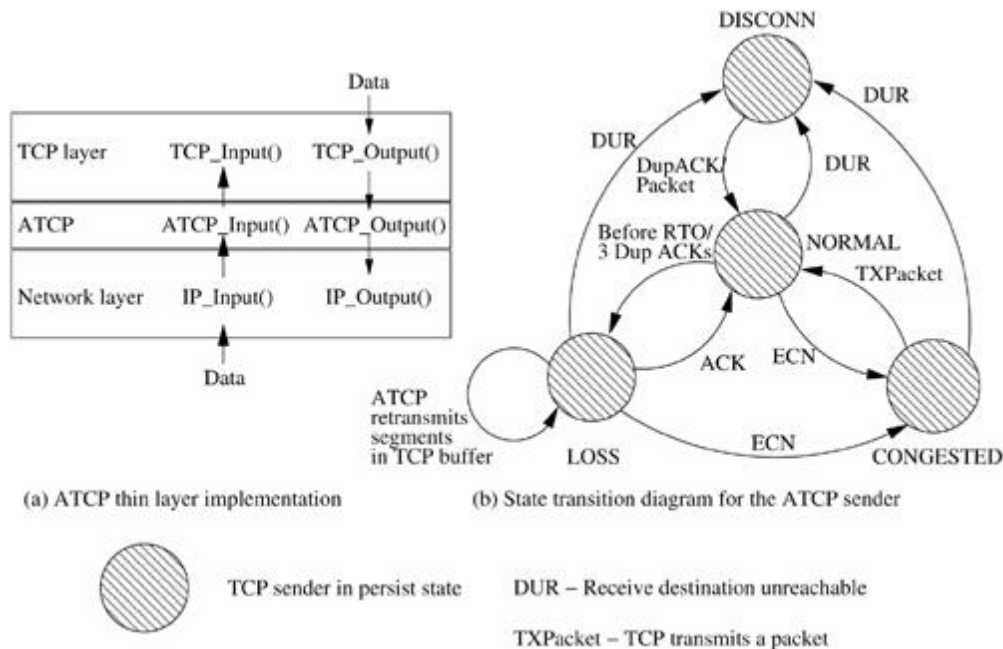 Data
TCP layer
TCP_Input()
TCP_Output()
ATCP
ATCP_Input()
ATCP_Output()
Network layer
IP_Input()
IP_Output()
Data
(a) ATCP thin layer implementation
DISCONN
DUR
DUR
DupACK/
Packet
DUR
Before RTO/
3 Dup ACKs
NORMAL
TXPacket
ACK
ECN
ATCP
retransmits
segments
in TCP buffer
LOSS
ECN
CONGESTED
(b) State transition diagram for the ATCP sender
TCP sender in persist state
DUR – Receive destination unreachable
TXPacket – TCP transmits a packet